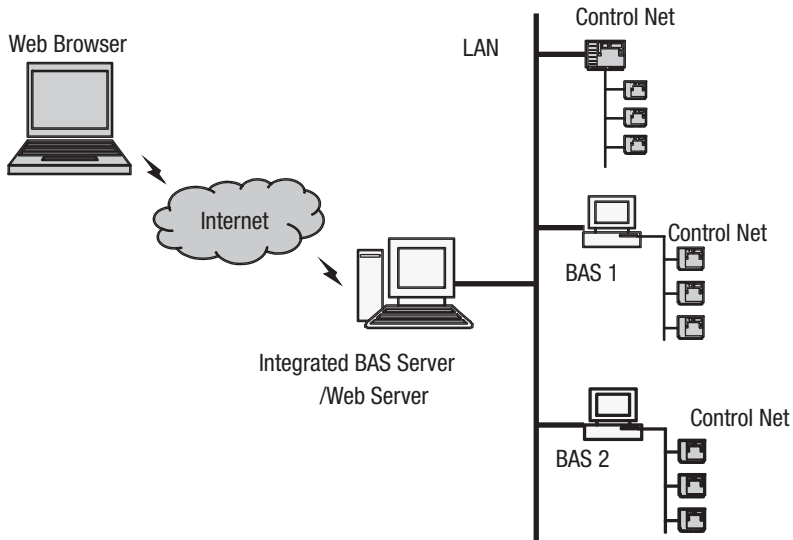 Control Net
Web Browser
LAN
Internet
Control Net
BAS 1
Integrated BAS Server
/Web Server
Control Net
BAS 2